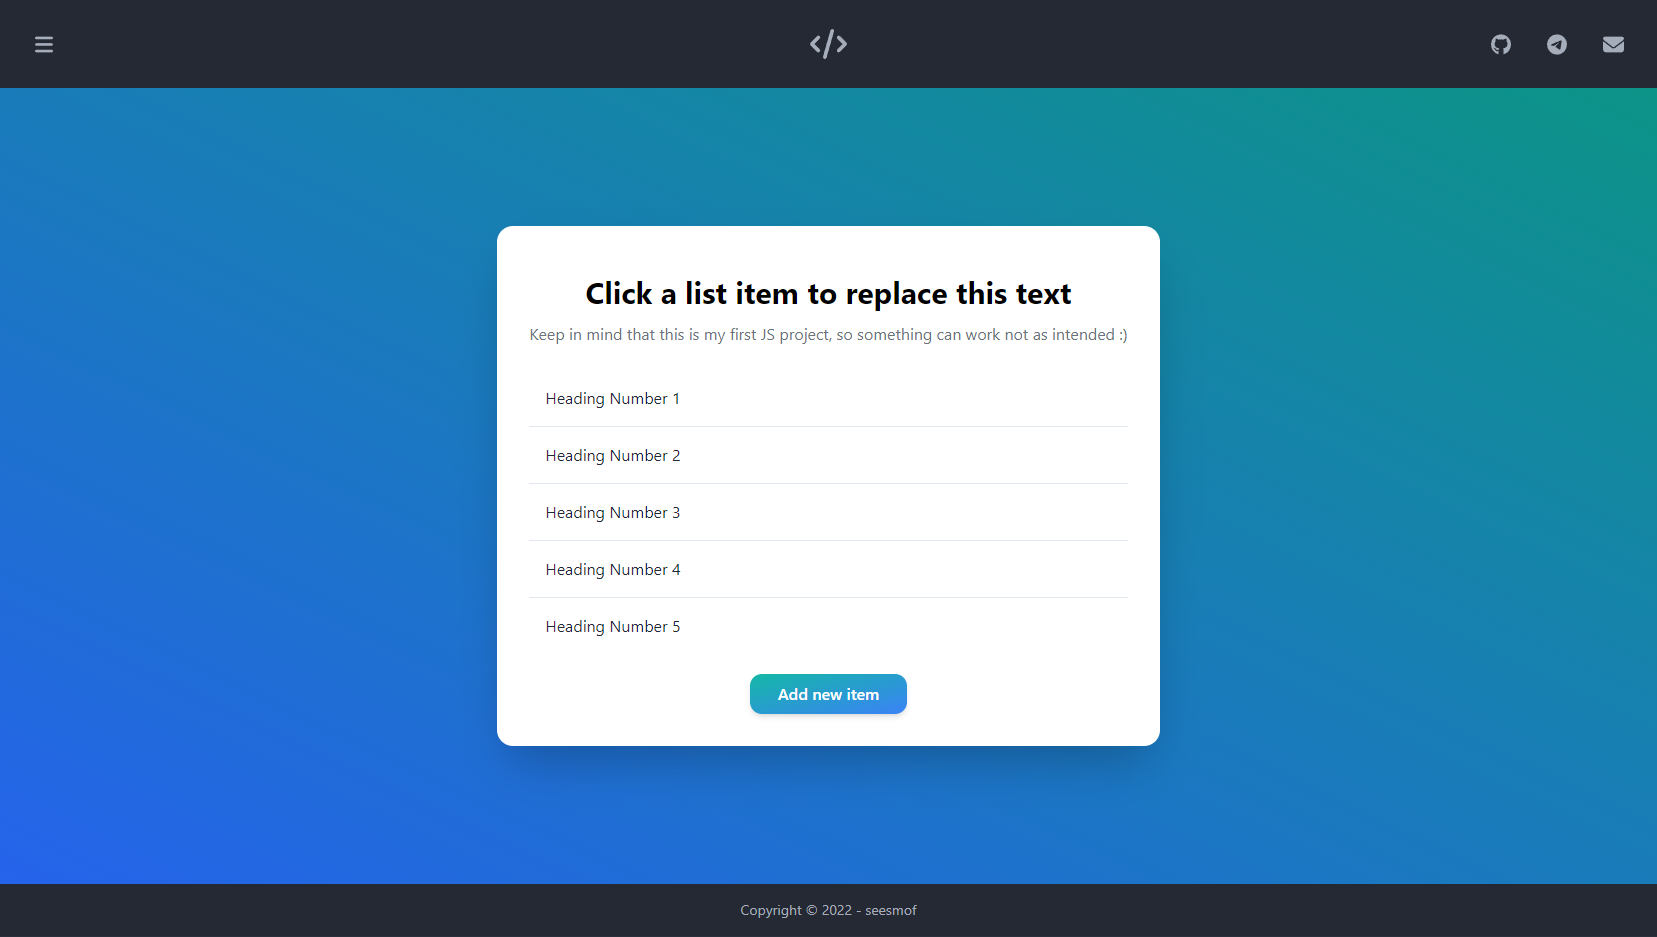 Click a list item to replace this text
Keep in mind that this is my first JS project, so something can work not as intended :)
Heading Number 1
Heading Number 2
Heading Number 3
Heading Number 4
Heading Number 5
Add new item
Copyright © 2022 - seesmof